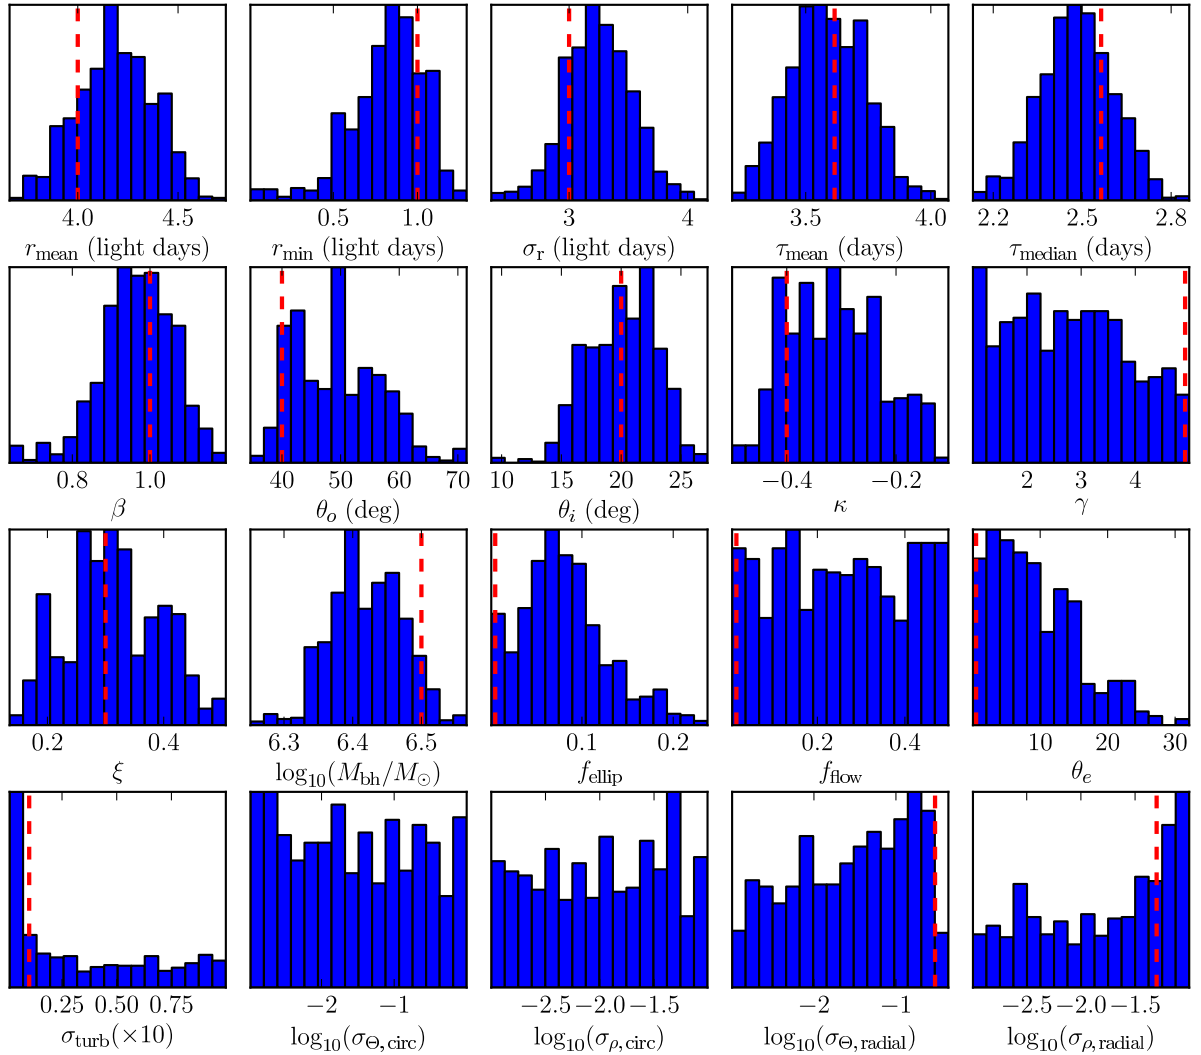 4.0 4.5 0.5 1.0 3 4 3.5 4.0 2.2 2.5 2.8
r_mean (light days) r_min (light days) σ_r (light days) τ_mean (days) τ_median (days)
0.8 1.0 40 50 60 70 10 15 20 25 −0.4 −0.2 2 3 4
β θ_o (deg) θ_i (deg) κ γ
0.2 0.4 6.3 6.4 6.5 0.1 0.2 0.2 0.4 10 20 30
ξ log₁₀(M_bh/M_⊙) f_ellip f_flow θ_e
0.25 0.50 0.75 −2 −1 −2.5 −2.0 −1.5 −2 −1 −2.5 −2.0 −1.5
σ_turb(×10) log₁₀(σ_Θ,circ) log₁₀(σ_ρ,circ) log₁₀(σ_Θ,radial) log₁₀(σ_ρ,radial)